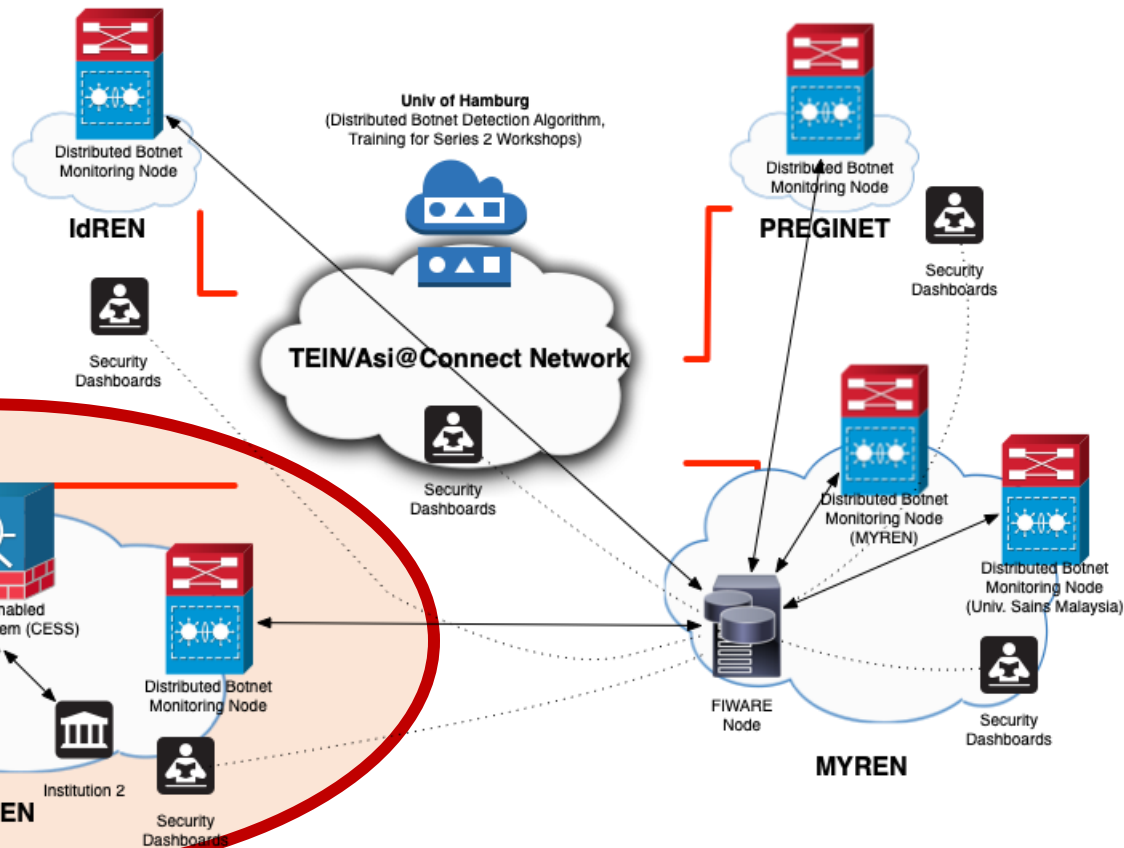 Univ of Hamburg
(Distributed Botnet Detection Algorithm,
Training for Series 2 Workshops)
Distributed Botnet
Monitoring Node
IdREN
Distributed Botnet
Monitoring Node
PREGINET
Security
Dashboards
Security
Dashboards
TEIN/Asi@Connect Network
Security
Dashboards
Distributed Botnet
Monitoring Node
(MYREN)
Distributed Botnet
Monitoring Node
(Univ. Sains Malaysia)
nabled
em (CESS)
Distributed Botnet
Monitoring Node
Institution 2
EN
Security
Dashboards
FIWARE
Node
Security
Dashboards
MYREN